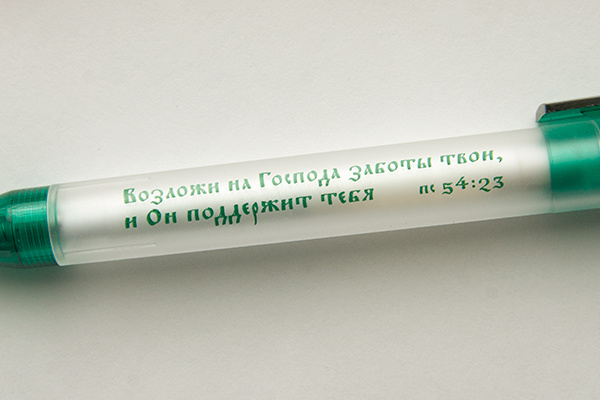 Возложи на Господа заботы твои,
и Он поддержит тебя пс 54:23